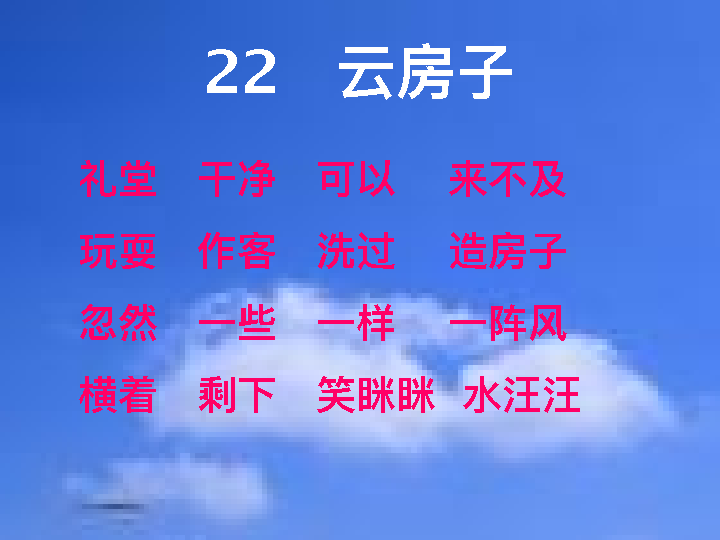 22 云房子
礼堂 干净 可以 来不及
玩耍 作客 洗过 造房子
忽然 一些 一样 一阵风
横着 剩下 笑眯眯 水汪汪